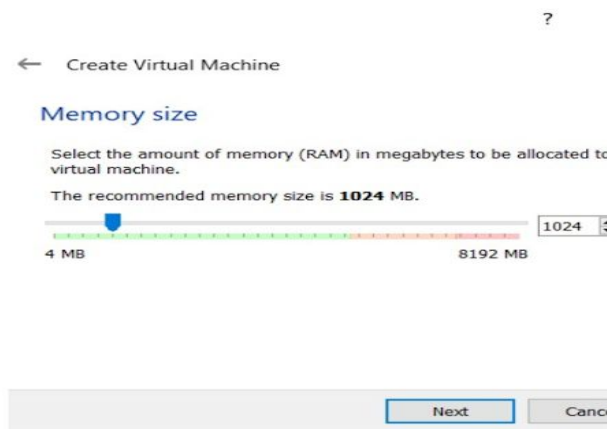 ?
Create Virtual Machine
Memory size
Select the amount of memory (RAM) in megabytes to be allocated to
virtual machine.
The recommended memory size is 1024 MB.
1024
4 MB
8192 MB
Next
Canc